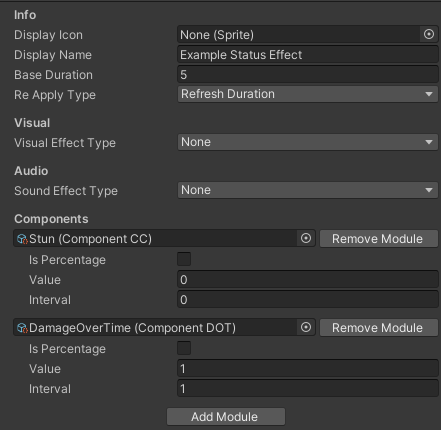 Info
Display Icon None (Sprite)
Display Name Example Status Effect
Base Duration 5
Re Apply Type Refresh Duration
Visual
Visual Effect Type None
Audio
Sound Effect Type None
Components
Stun (Component CC) Remove Module
Is Percentage
Value 0
Interval 0
DamageOverTime (Component DOT) Remove Module
Is Percentage
Value 1
Interval 1
Add Module